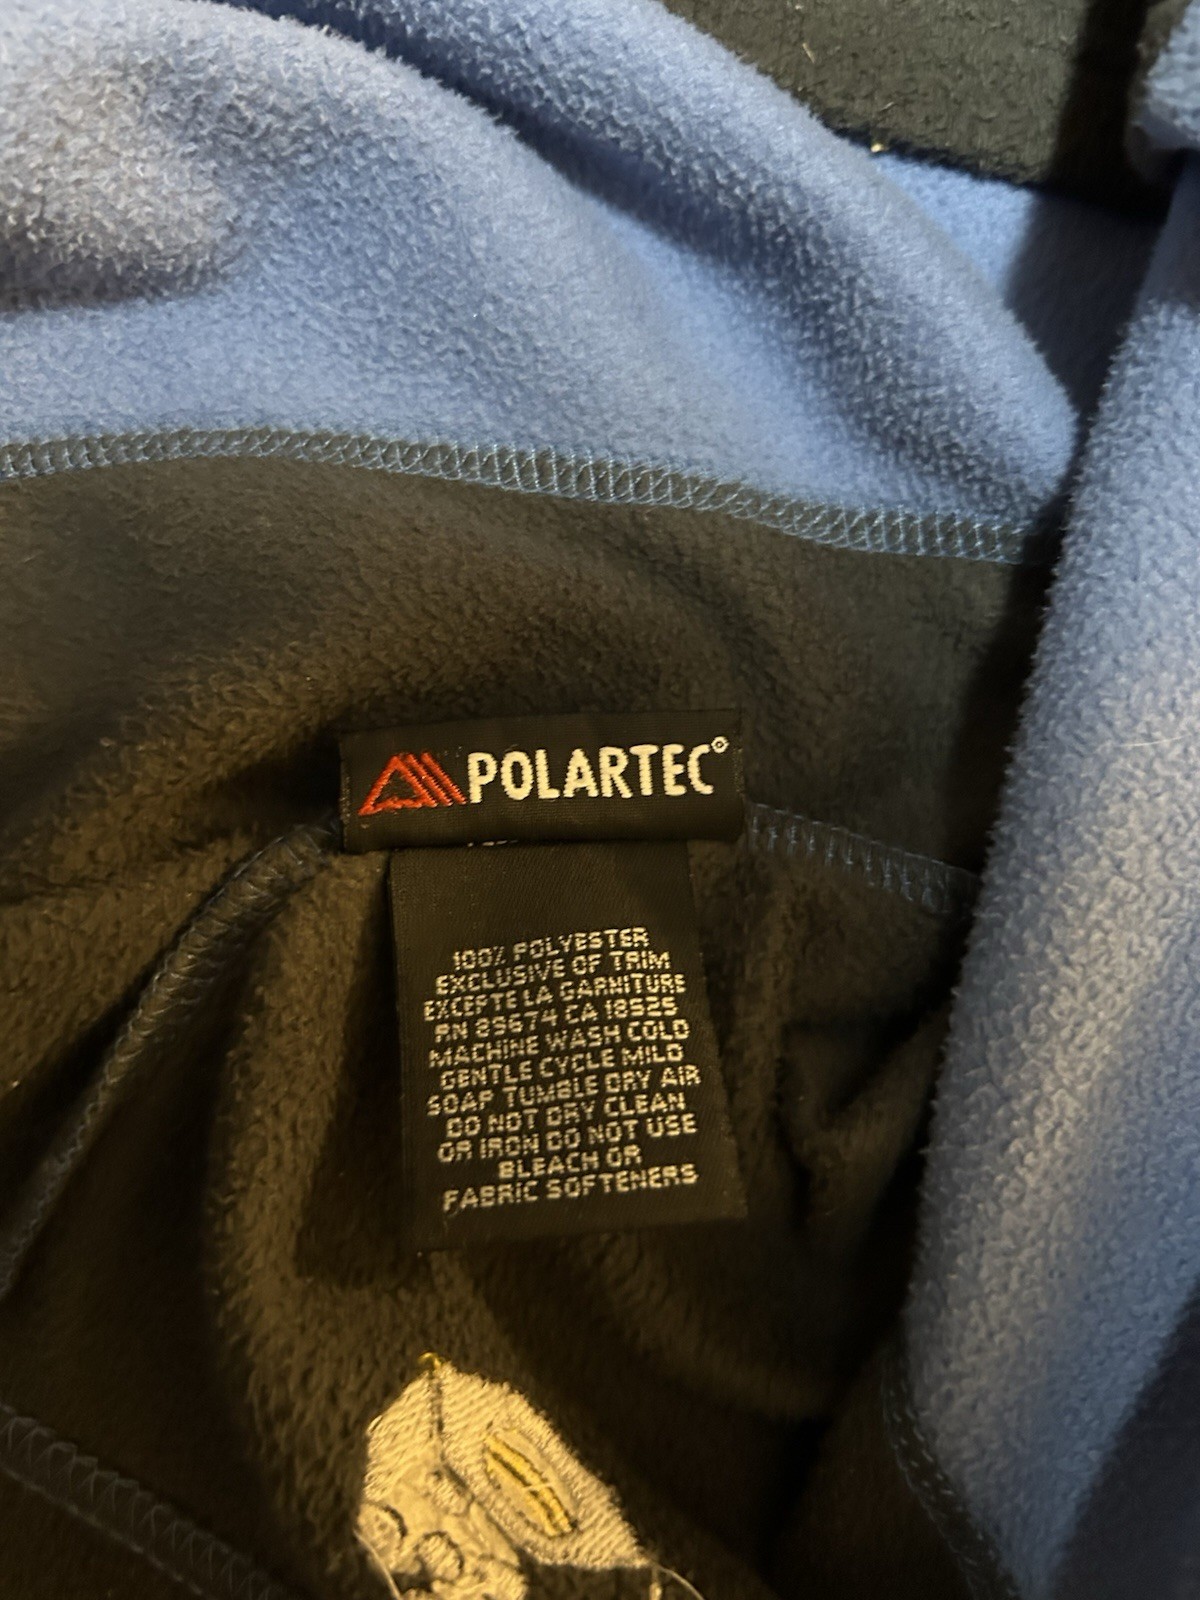 POLARTEC®
100% POLYESTER
EXCLUSIVE OF TRIM
EXCEPTE LA GARNITURE
RN 89674 CA 18525
MACHINE WASH COLD
GENTLE CYCLE MILD
SOAP TUMBLE DRY AIR
DO NOT DRY CLEAN
OR IRON DO NOT USE
BLEACH OR
FABRIC SOFTENERS